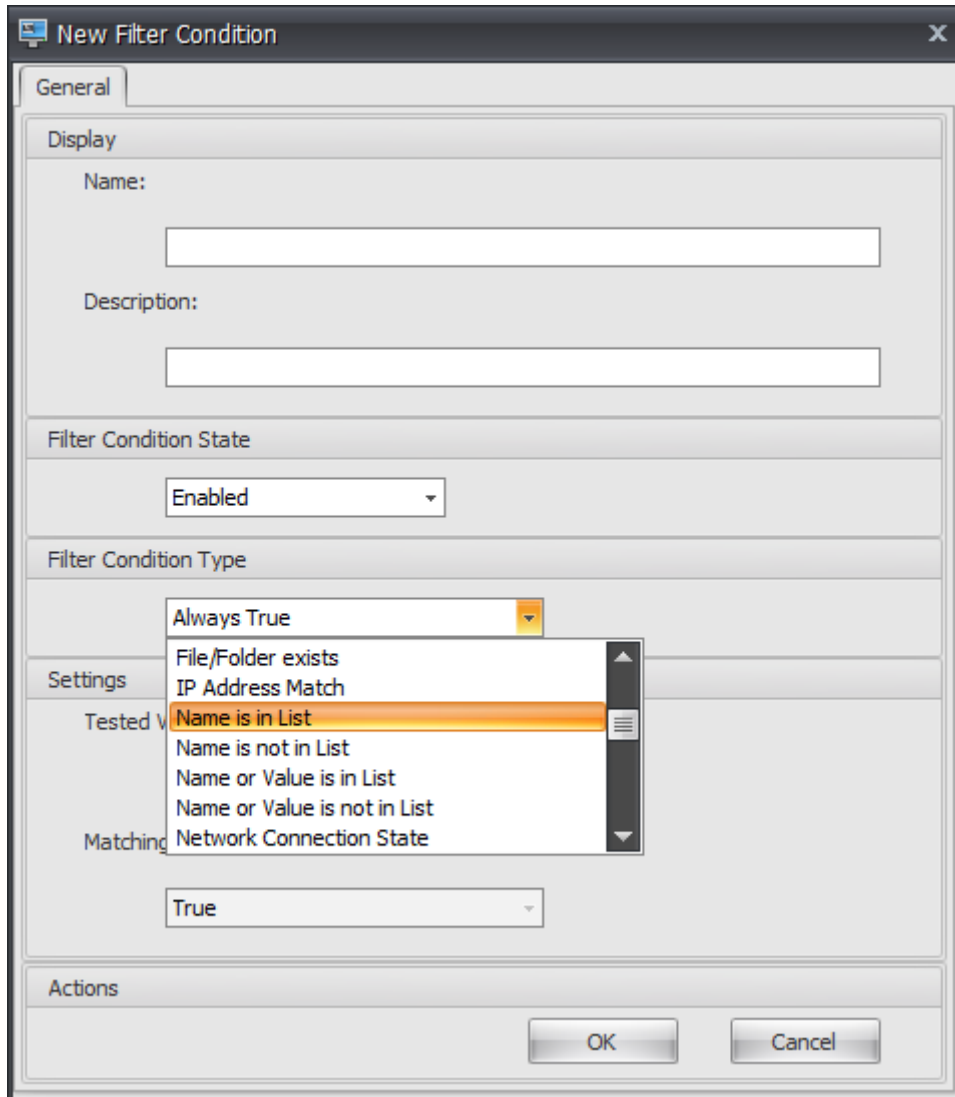 New Filter Condition
General
Display
Name:
Description:
Filter Condition State
Enabled
Filter Condition Type
Always True
File/Folder exists
IP Address Match
Settings
Name is in List
Tested
Name is not in List
Name or Value is in List
Name or Value is not in List
Network Connection State
Matching
True
Actions
OK Cancel